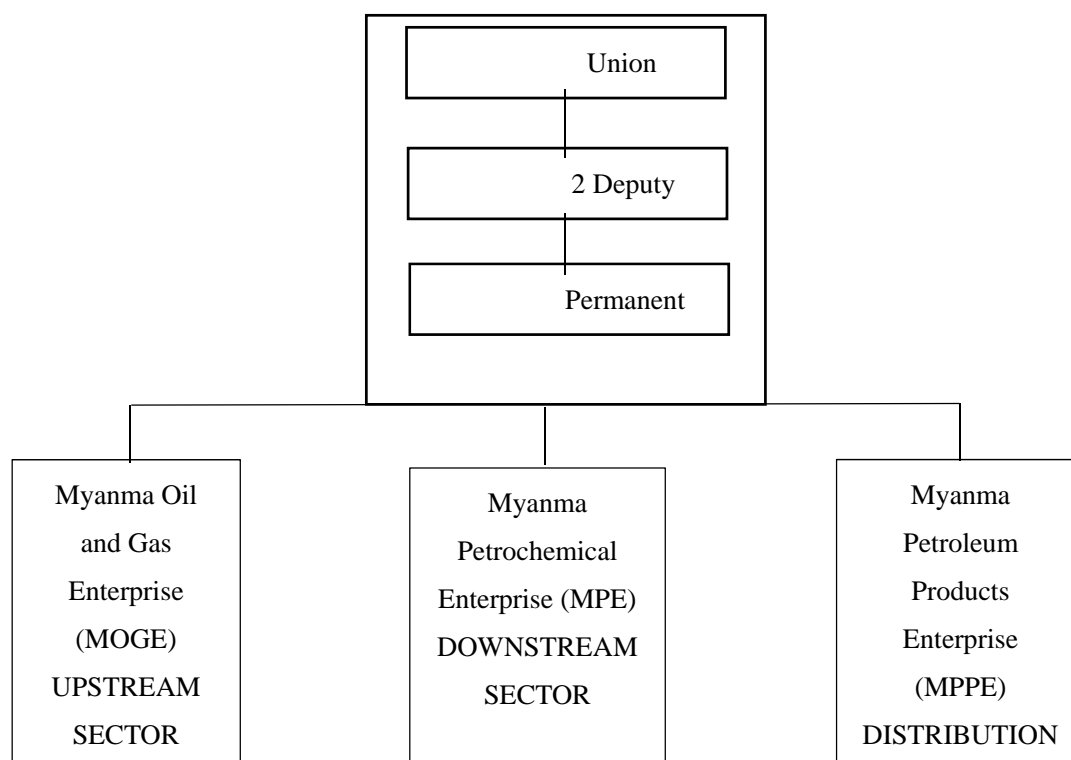 Union
2 Deputy
Permanent
Myanma Oil
and Gas
Enterprise
(MOGE)
UPSTREAM
SECTOR
Myanma
Petrochemical
Enterprise (MPE)
DOWNSTREAM
SECTOR
Myanma
Petroleum
Products
Enterprise
(MPPE)
DISTRIBUTION